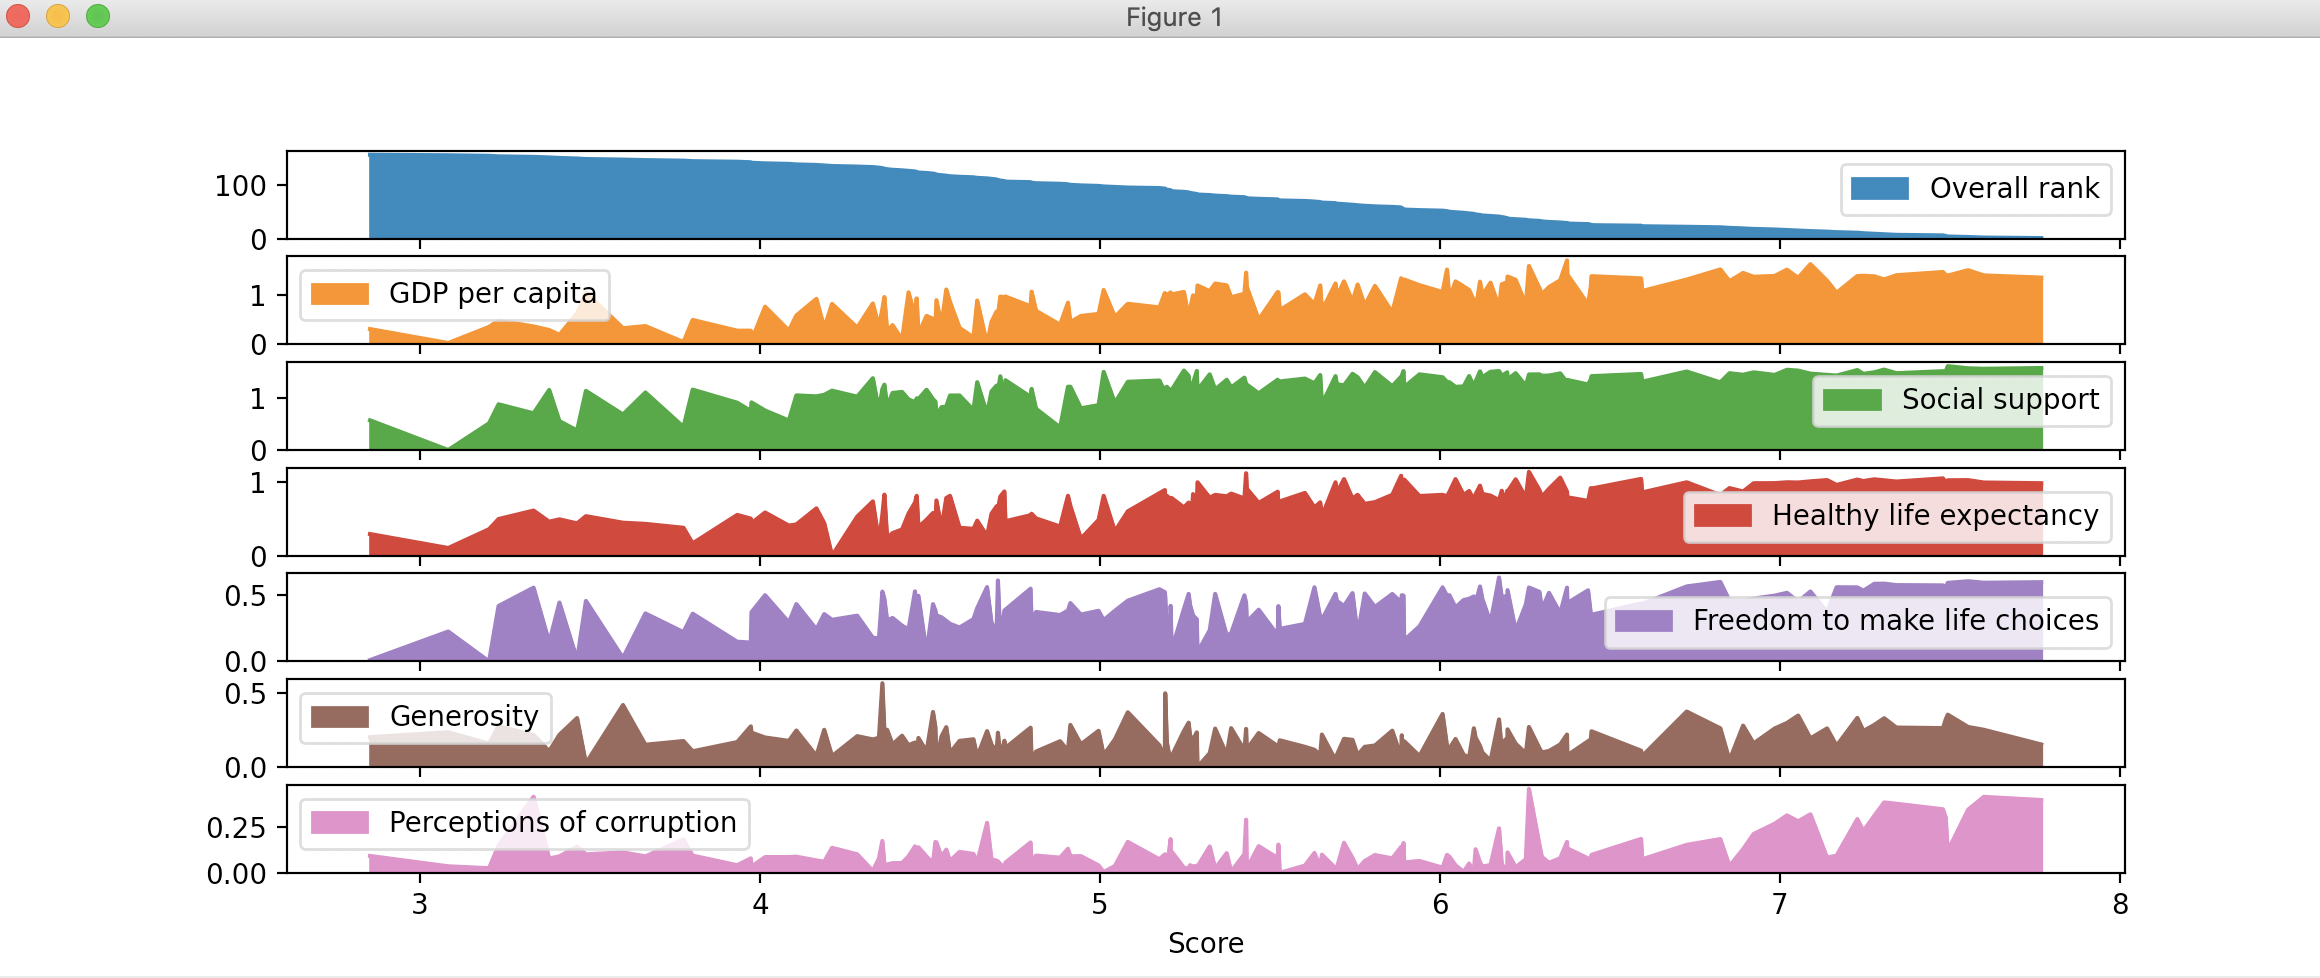 Figure 1
100
0
Overall rank
1
0
GDP per capita
1
0
Social support
1
0
Healthy life expectancy
0.5
0.0
Freedom to make life choices
0.5
0.0
Generosity
0.25
0.00
Perceptions of corruption
3 4 5 6 7 8
Score